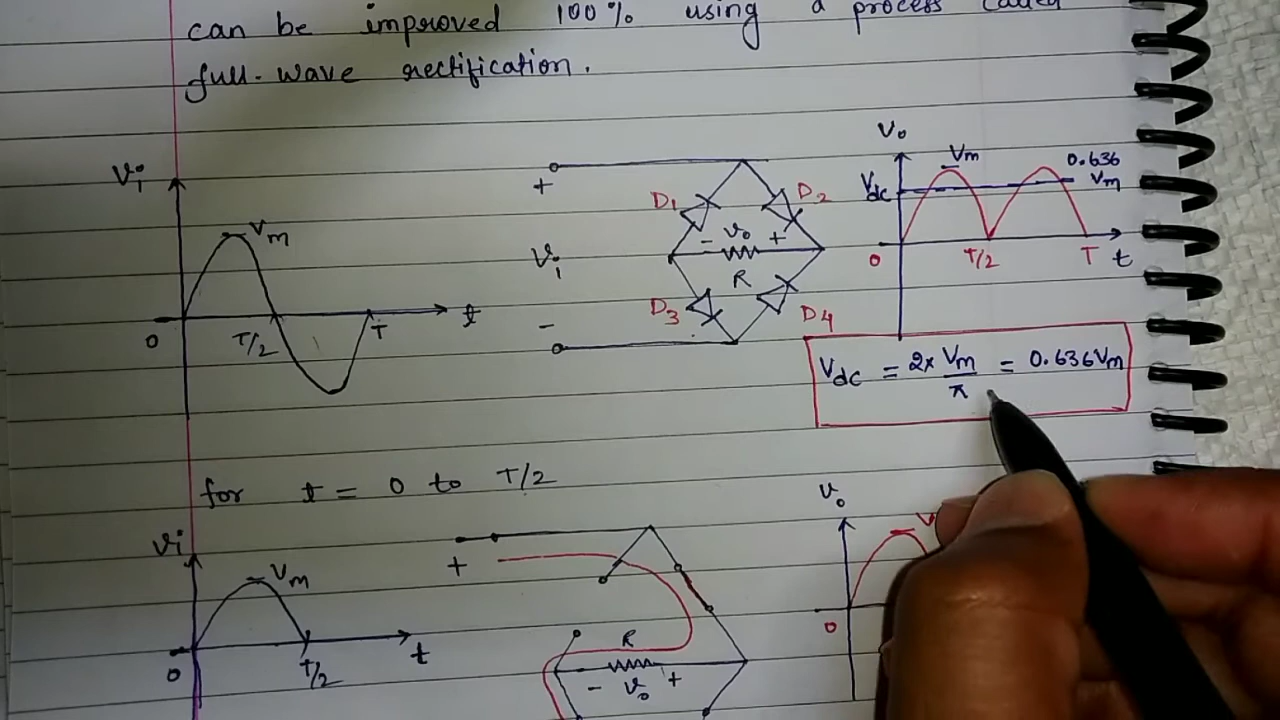 can be improved 100% using a process called
full-wave rectification.
Vi
Vm
0
T/2
T
t
+
Vi
-
D1
D2
- Vo +
R
D3
D4
Vo
Vm
0.636
Vm
Vdc
0
T/2
T
t
Vdc = 2 x Vm/π = 0.636Vm
for t = 0 to T/2
Vi
Vm
0
T/2
t
+
R
- Vo +
Vo
0